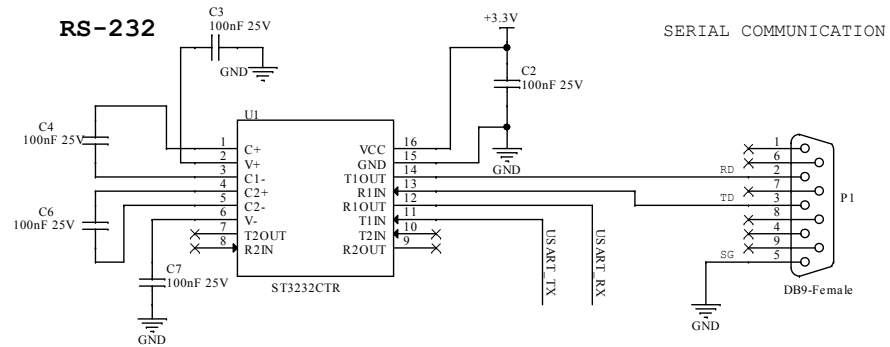 RS-232
SERIAL COMMUNICATION
C3
100nF 25V
GND
+3.3V
C2
100nF 25V
GND
C4
100nF 25V
C6
100nF 25V
C7
100nF 25V
GND
U1
1 C+
2 V+
3 C1-
4 C2+
5 C2-
6 V-
7 T2OUT
8 R2IN
VCC 16
GND 15
T1OUT 14
R1IN 13
R1OUT 12
T1IN 11
T2IN 10
R2OUT 9
ST3232CTR
USART_TX
USART_RX
RD
TD
SG
1
6
2
7
3
8
4
9
5
P1
DB9-Female
GND